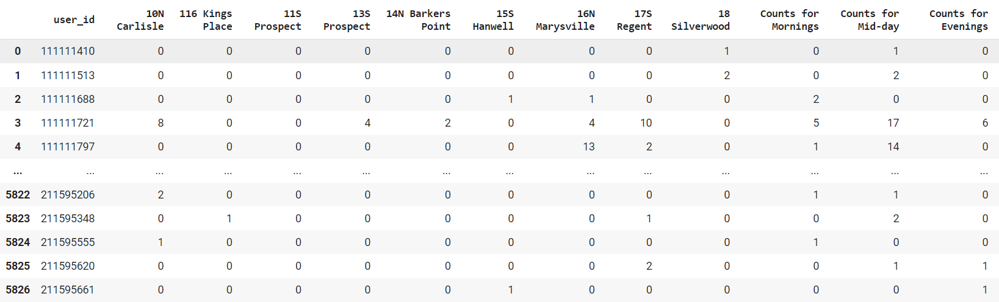 user_id 10N Carlisle 116 Kings Place 11S Prospect 13S Prospect 14N Barkers Point 15S Hanwell 16N Marysville 17S Regent 18 Silverwood Counts for Mornings Counts for Mid-day Counts for Evenings
0 111111410 0 0 0 0 0 0 0 0 1 0 1 0
1 111111513 0 0 0 0 0 0 0 0 2 0 2 0
2 111111688 0 0 0 0 0 1 1 0 0 2 0 0
3 111111721 8 0 0 4 2 0 4 10 0 5 17 6
4 111111797 0 0 0 0 0 0 13 2 0 1 14 0
... ... ... ... ... ... ... ... ... ... ... ... ... ...
5822 211595206 2 0 0 0 0 0 0 0 0 1 1 0
5823 211595348 0 1 0 0 0 0 0 1 0 0 2 0
5824 211595555 1 0 0 0 0 0 0 0 0 1 0 0
5825 211595620 0 0 0 0 0 0 0 2 0 0 1 1
5826 211595661 0 0 0 0 0 1 0 0 0 0 0 1